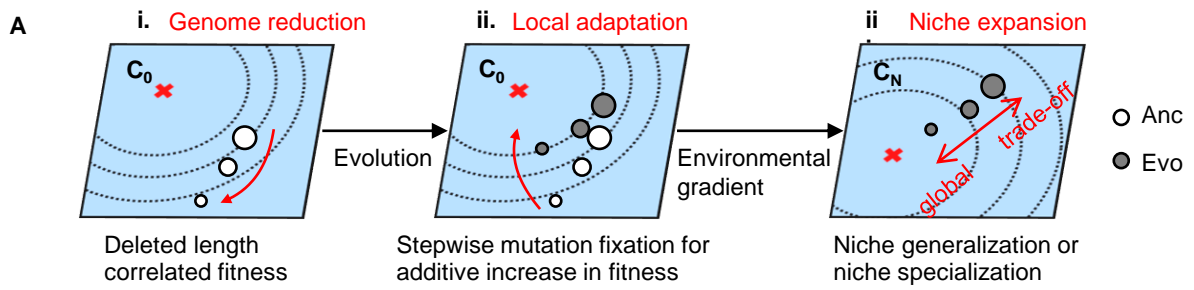 A
i. Genome reduction
C0
Evolution
Deleted length
correlated fitness
ii. Local adaptation
C0
Environmental
gradient
Stepwise mutation fixation for
additive increase in fitness
ii
. Niche expansion
CN
trade-off
global
Niche generalization or
niche specialization
Anc
Evo